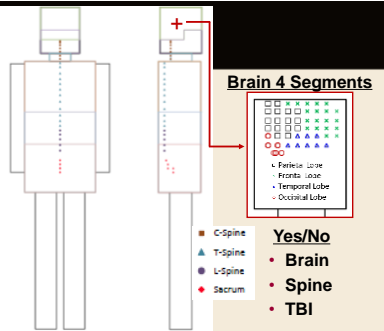 Brain 4 Segments
Parietal Lobe
Frontal Lobe
Temporal Lobe
Occipital Lobe
Yes/No
• Brain
• Spine
• TBI
C-Spine
T-Spine
L-Spine
Sacrum